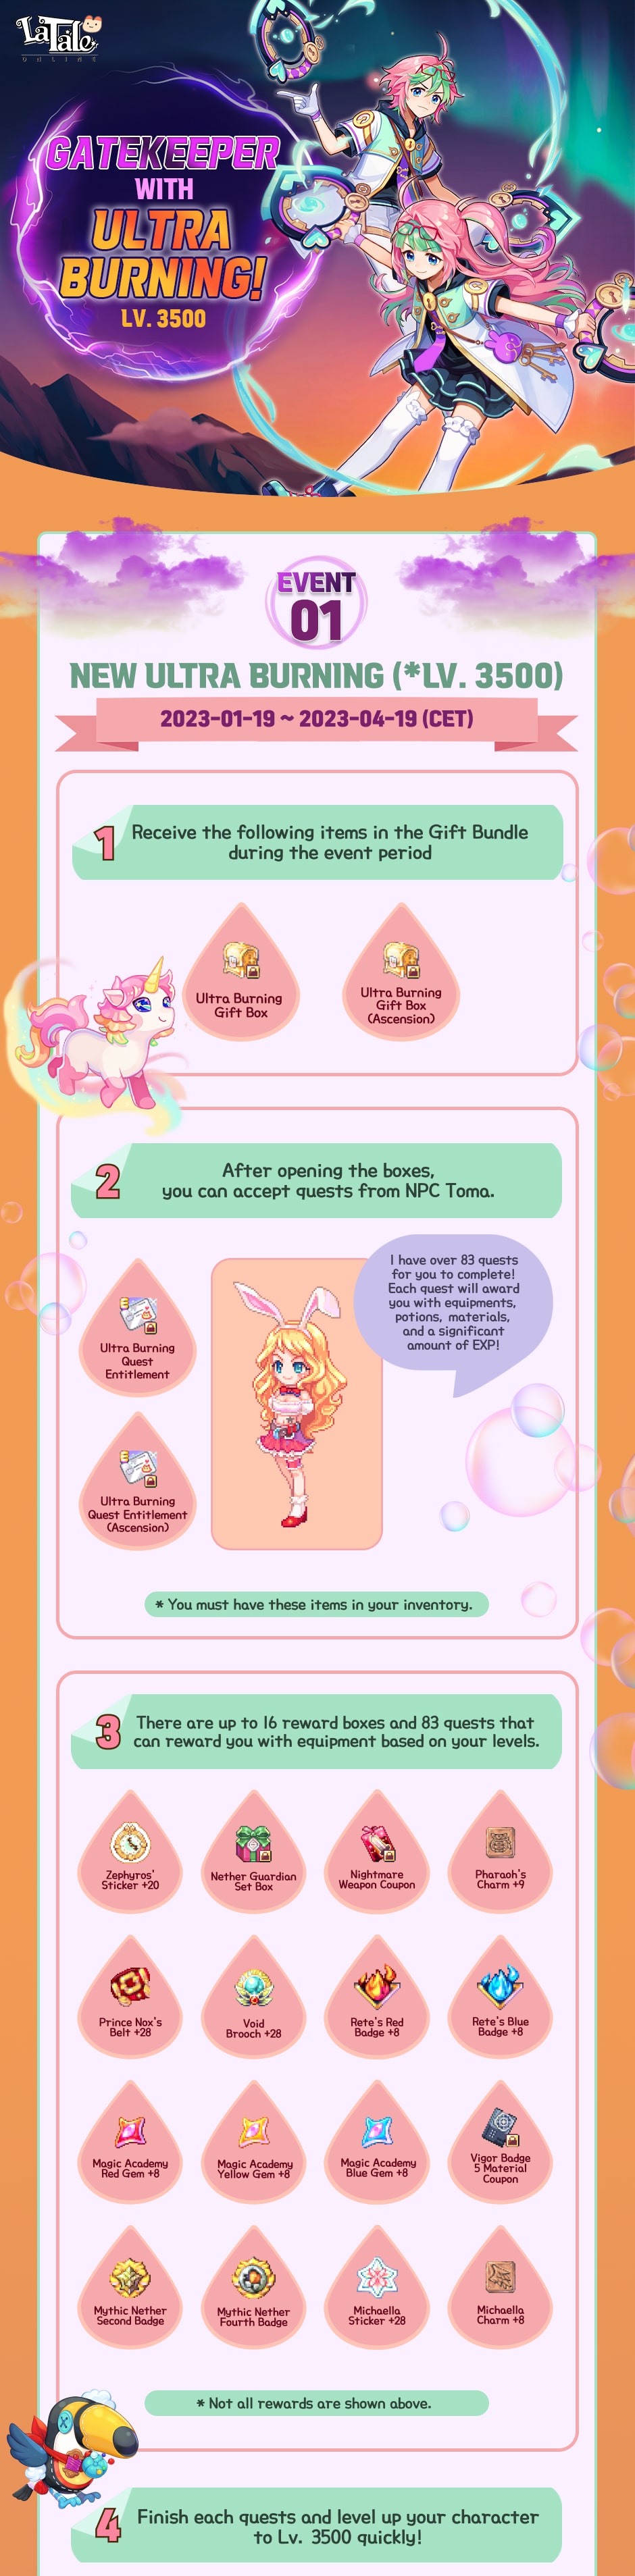 LaTale
ONLINE
GATEKEEPER
WITH
ULTRA
BURNING!
LV. 3500
EVENT
01
NEW ULTRA BURNING (*LV. 3500)
2023-01-19 ~ 2023-04-19 (CET)
1
Receive the following items in the Gift Bundle
during the event period
Ultra Burning
Gift Box
Ultra Burning
Gift Box
(Ascension)
2
After opening the boxes,
you can accept quests from NPC Toma.
I have over 83 quests
for you to complete!
Each quest will award
you with equipments,
potions, materials,
and a significant
amount of EXP!
Ultra Burning
Quest
Entitlement
Ultra Burning
Quest Entitlement
(Ascension)
* You must have these items in your inventory.
3
There are up to 16 reward boxes and 83 quests that
can reward you with equipment based on your levels.
Zephyros'
Sticker +20
Nether Guardian
Set Box
Nightmare
Weapon Coupon
Pharaoh's
Charm +9
Prince Nox's
Belt +28
Void
Brooch +28
Rete's Red
Badge +8
Rete's Blue
Badge +8
Magic Academy
Red Gem +8
Magic Academy
Yellow Gem +8
Magic Academy
Blue Gem +8
Vigor Badge
5 Material
Coupon
Mythic Nether
Second Badge
Mythic Nether
Fourth Badge
Michaella
Sticker +28
Michaella
Charm +8
* Not all rewards are shown above.
4
Finish each quests and level up your character
to Lv. 3500 quickly!